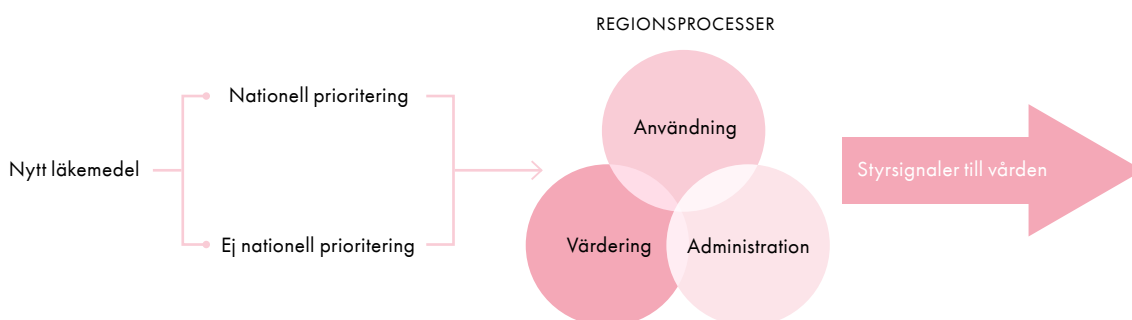 REGIONSPROCESSER
Nationell prioritering
Användning
Nytt läkemedel
Styrsignaler till vården
Ej nationell prioritering
Värdering
Administration